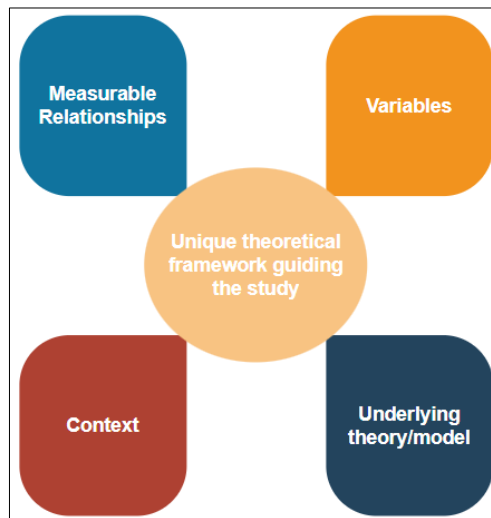 Measurable
Relationships
Variables
Unique theoretical
framework guiding
the study
Context
Underlying
theory/model